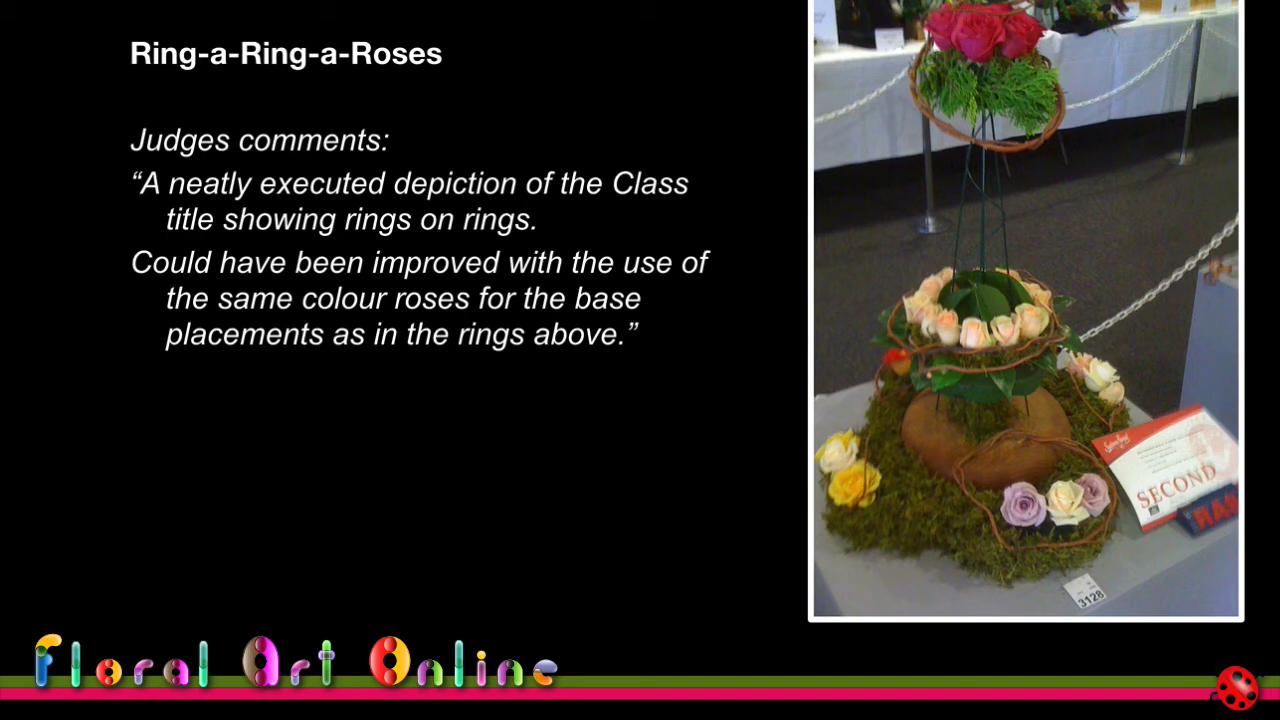 Ring-a-Ring-a-Roses
Judges comments:
“A neatly executed depiction of the Class
title showing rings on rings.
Could have been improved with the use of
the same colour roses for the base
placements as in the rings above.”
SECOND
3128
Floral Art Online